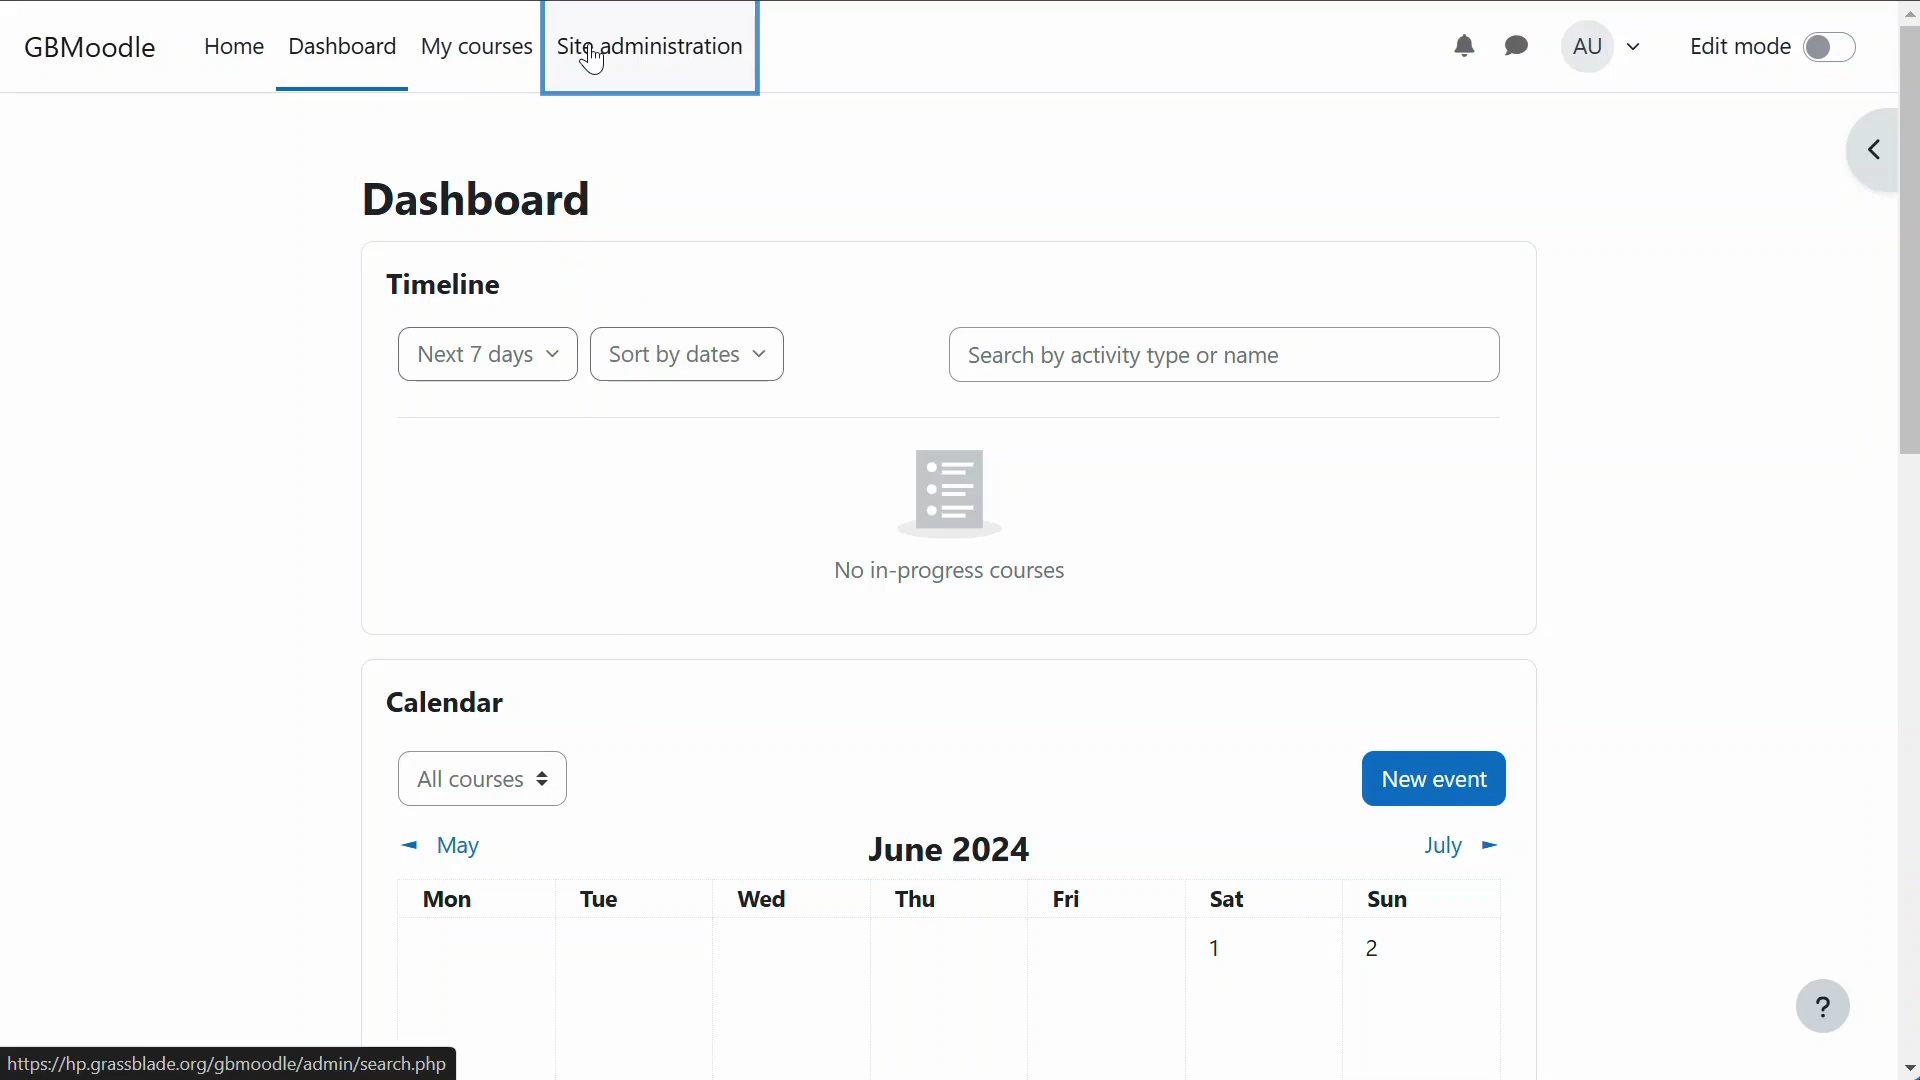 GBMoodle Home Dashboard My courses Site administration AU Edit mode
Dashboard
Timeline
Next 7 days Sort by dates Search by activity type or name
No in-progress courses
Calendar
All courses New event
◄ May June 2024 July ►
Mon Tue Wed Thu Fri Sat Sun
1 2
?
https://hp.grassblade.org/gbmoodle/admin/search.php